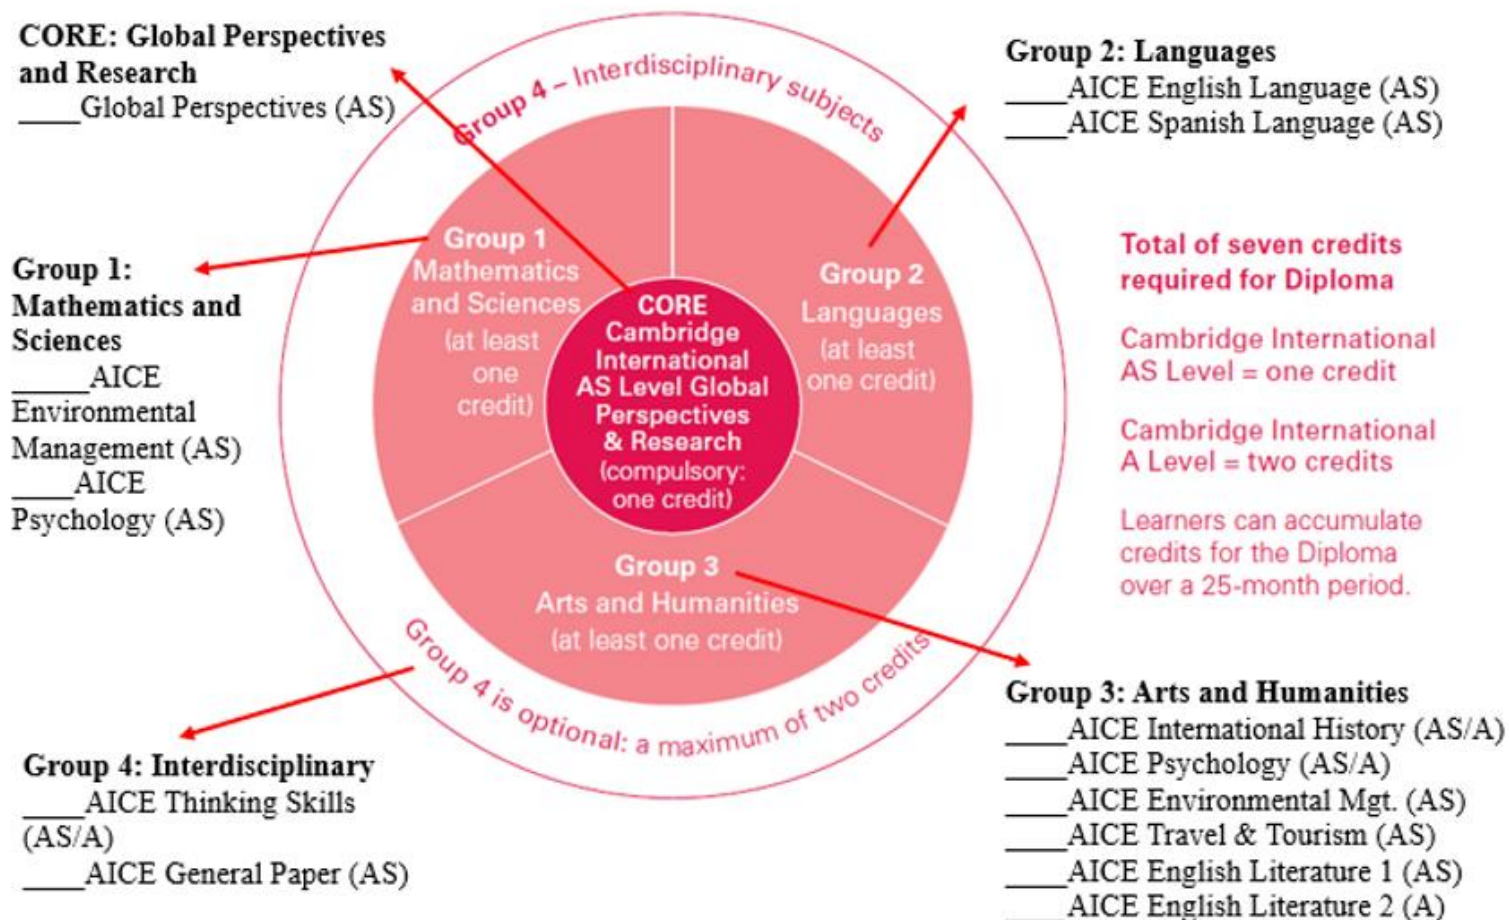 CORE: Global Perspectives
and Research
____Global Perspectives (AS)
Group 1:
Mathematics and
Sciences
_____AICE
Environmental
Management (AS)
____AICE
Psychology (AS)
Group 4: Interdisciplinary
____AICE Thinking Skills
(AS/A)
____AICE General Paper (AS)
Group 4 – Interdisciplinary subjects
Group 1
Mathematics
and Sciences
(at least
one
credit)
CORE
Cambridge
International
AS Level Global
Perspectives
& Research
(compulsory:
one credit)
Group 2
Languages
(at least
one credit)
Group 3
Arts and Humanities
(at least one credit)
Group 4 is optional: a maximum of two credits
Group 2: Languages
____AICE English Language (AS)
____AICE Spanish Language (AS)
Total of seven credits
required for Diploma
Cambridge International
AS Level = one credit
Cambridge International
A Level = two credits
Learners can accumulate
credits for the Diploma
over a 25-month period.
Group 3: Arts and Humanities
____AICE International History (AS/A)
____AICE Psychology (AS/A)
____AICE Environmental Mgt. (AS)
____AICE Travel & Tourism (AS)
____AICE English Literature 1 (AS)
____AICE English Literature 2 (A)